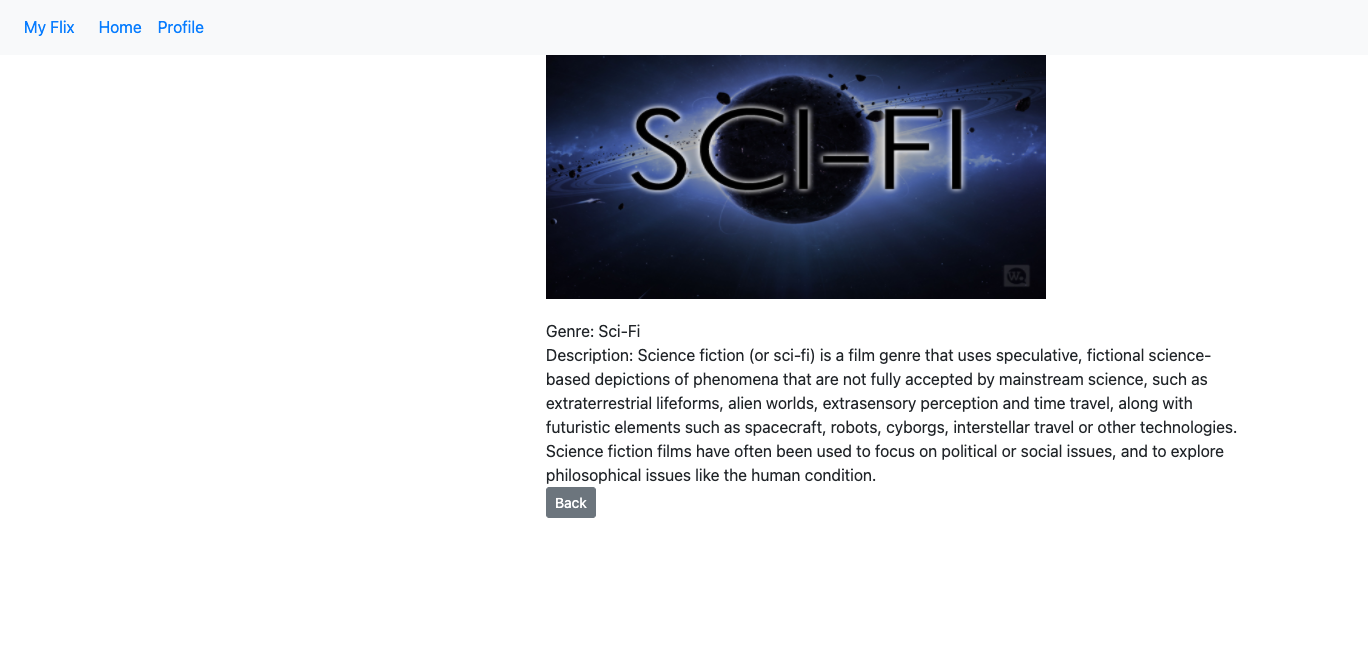 My Flix Home Profile
SCI-FI
W
Genre: Sci-Fi
Description: Science fiction (or sci-fi) is a film genre that uses speculative, fictional science-
based depictions of phenomena that are not fully accepted by mainstream science, such as
extraterrestrial lifeforms, alien worlds, extrasensory perception and time travel, along with
futuristic elements such as spacecraft, robots, cyborgs, interstellar travel or other technologies.
Science fiction films have often been used to focus on political or social issues, and to explore
philosophical issues like the human condition.
Back